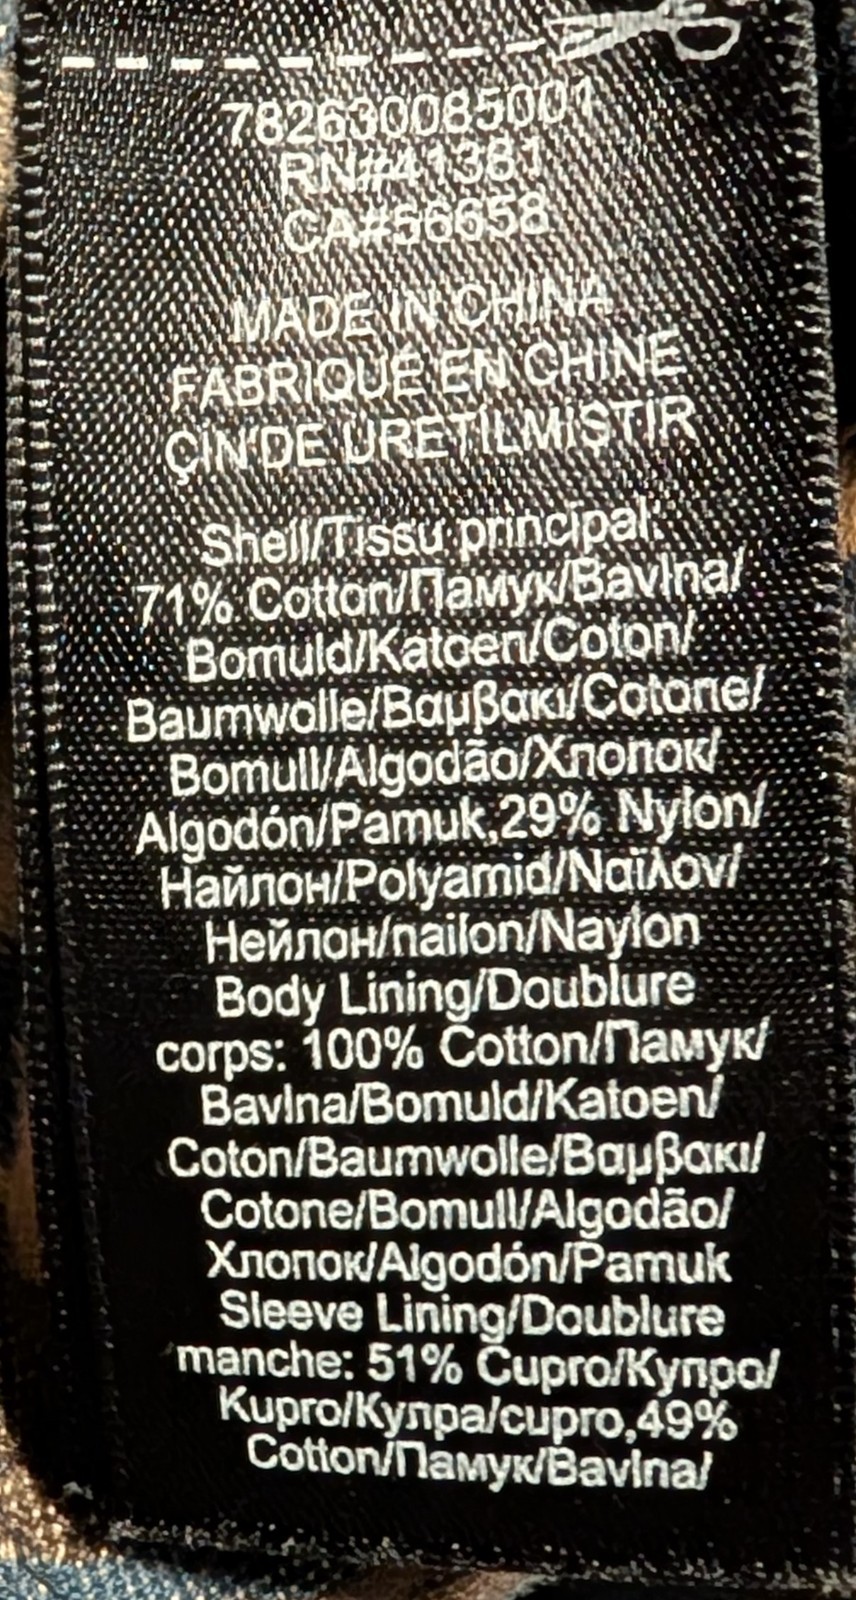 782630085001
RN#41381
CA#56658
MADE IN CHINA
FABRIQUÉ EN CHINE
ÇİN'DE ÜRETİLMİŞTİR
Shell/Tissu principal:
71% Cotton/Памук/Bavlna/
Bomuld/Katoen/Coton/
Baumwolle/Βαμβακι/Cotone/
Bomull/Algodão/Хлопок/
Algodón/Pamuk,29% Nylon/
Найлон/Polyamid/Ναϊλον/
Нейлон/nailon/Naylon
Body Lining/Doublure
corps: 100% Cotton/Памук/
Bavlna/Bomuld/Katoen/
Coton/Baumwolle/Βαμβακι/
Cotone/Bomull/Algodão/
Хлопок/Algodón/Pamuk
Sleeve Lining/Doublure
manche: 51% Cupro/Купро/
Kupro/Купра/cupro,49%
Cotton/Памук/Bavlna/